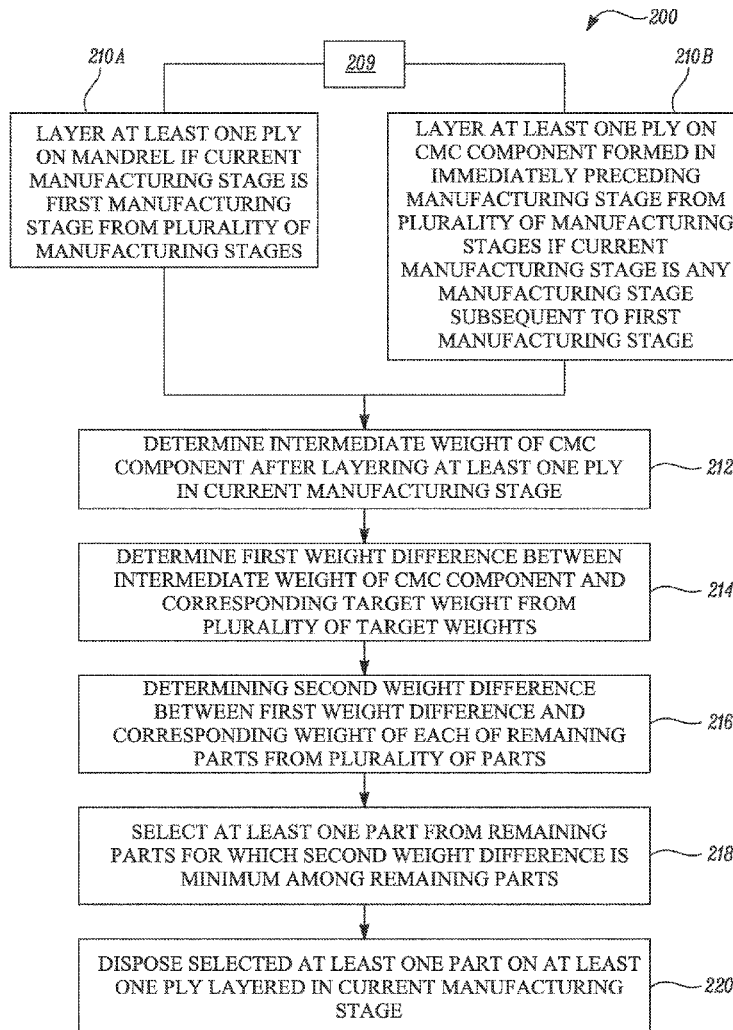 200
210A
209
210B
LAYER AT LEAST ONE PLY
ON MANDREL IF CURRENT
MANUFACTURING STAGE IS
FIRST MANUFACTURING
STAGE FROM PLURALITY OF
MANUFACTURING STAGES
LAYER AT LEAST ONE PLY ON
CMC COMPONENT FORMED IN
IMMEDIATELY PRECEDING
MANUFACTURING STAGE FROM
PLURALITY OF MANUFACTURING
STAGES IF CURRENT
MANUFACTURING STAGE IS ANY
MANUFACTURING STAGE
SUBSEQUENT TO FIRST
MANUFACTURING STAGE
DETERMINE INTERMEDIATE WEIGHT OF CMC
COMPONENT AFTER LAYERING AT LEAST ONE PLY
IN CURRENT MANUFACTURING STAGE
212
DETERMINE FIRST WEIGHT DIFFERENCE BETWEEN
INTERMEDIATE WEIGHT OF CMC COMPONENT AND
CORRESPONDING TARGET WEIGHT FROM
PLURALITY OF TARGET WEIGHTS
214
DETERMINING SECOND WEIGHT DIFFERENCE
BETWEEN FIRST WEIGHT DIFFERENCE AND
CORRESPONDING WEIGHT OF EACH OF REMAINING
PARTS FROM PLURALITY OF PARTS
216
SELECT AT LEAST ONE PART FROM REMAINING
PARTS FOR WHICH SECOND WEIGHT DIFFERENCE IS
MINIMUM AMONG REMAINING PARTS
218
DISPOSE SELECTED AT LEAST ONE PART ON AT LEAST
ONE PLY LAYERED IN CURRENT MANUFACTURING
STAGE
220